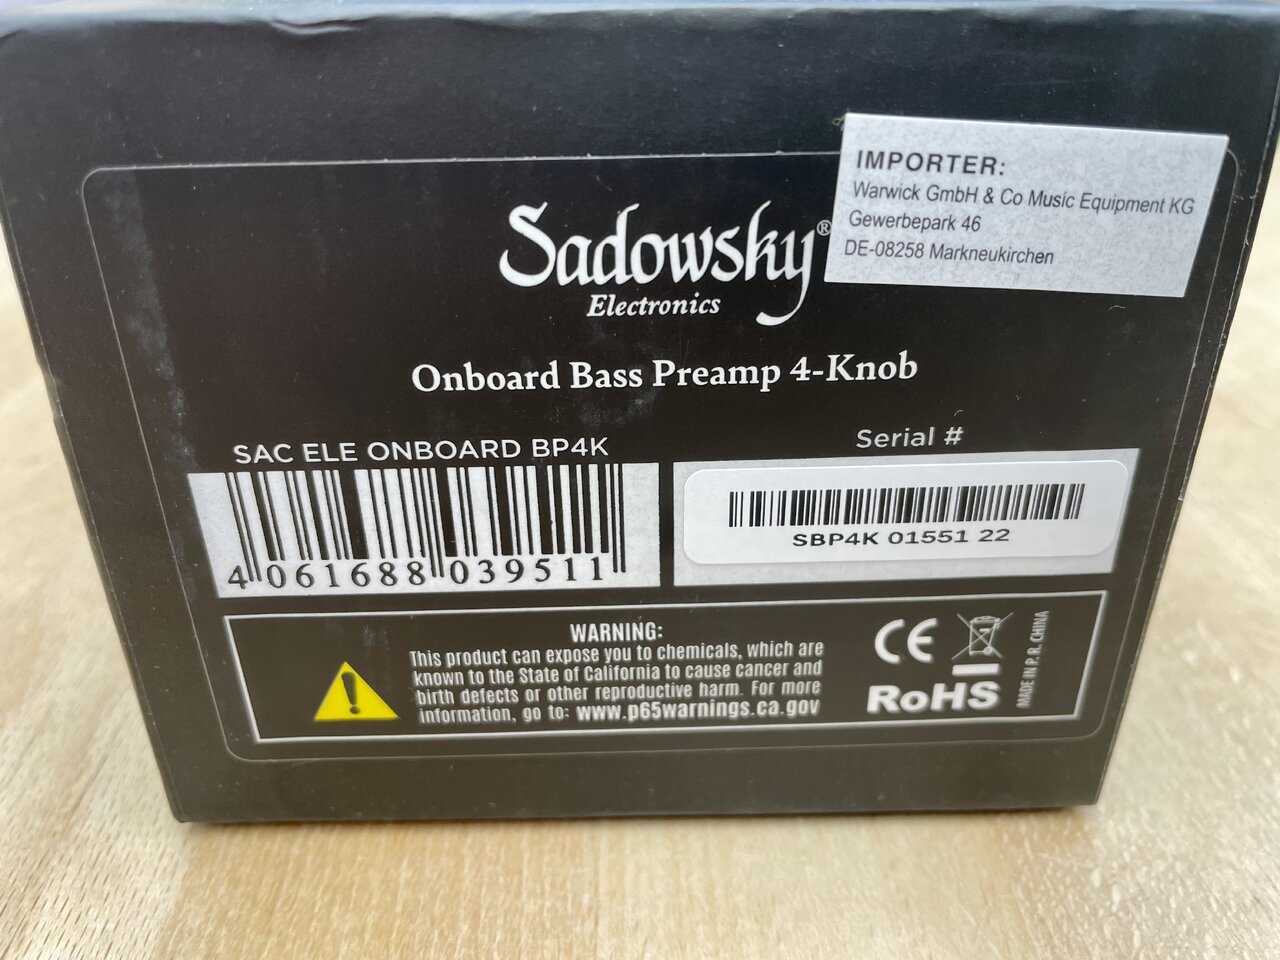 IMPORTER:
Warwick GmbH & Co Music Equipment KG
Gewerbepark 46
DE-08258 Markneukirchen
Sadowsky®
Electronics
Onboard Bass Preamp 4-Knob
SAC ELE ONBOARD BP4K
4 061688 039511
Serial #
SBP4K 01551 22
WARNING:
This product can expose you to chemicals, which are
known to the State of California to cause cancer and
birth defects or other reproductive harm. For more
information, go to: www.p65warnings.ca.gov
CE
RoHS
MADE IN P. R. CHINA